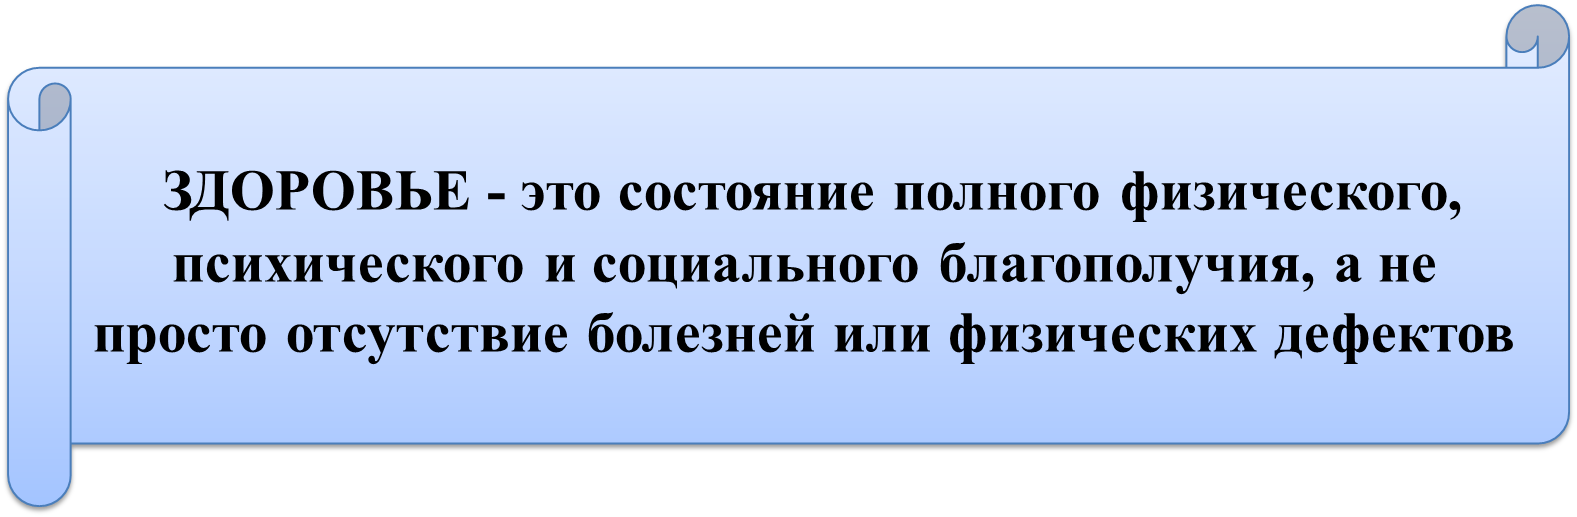 ЗДОРОВЬЕ - это состояние полного физического,
психического и социального благополучия, а не
просто отсутствие болезней или физических дефектов